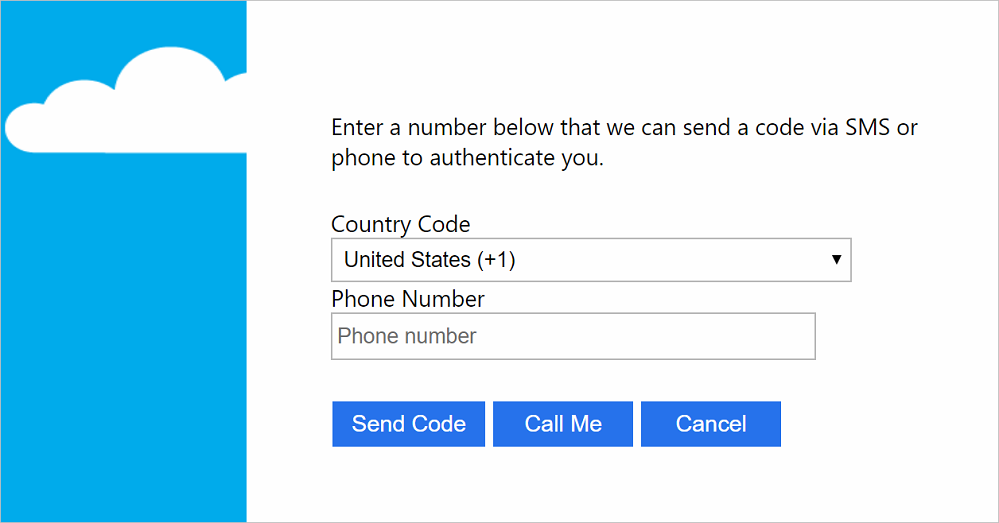 Enter a number below that we can send a code via SMS or
phone to authenticate you.
Country Code
United States (+1)
Phone Number
Phone number
Send Code Call Me Cancel